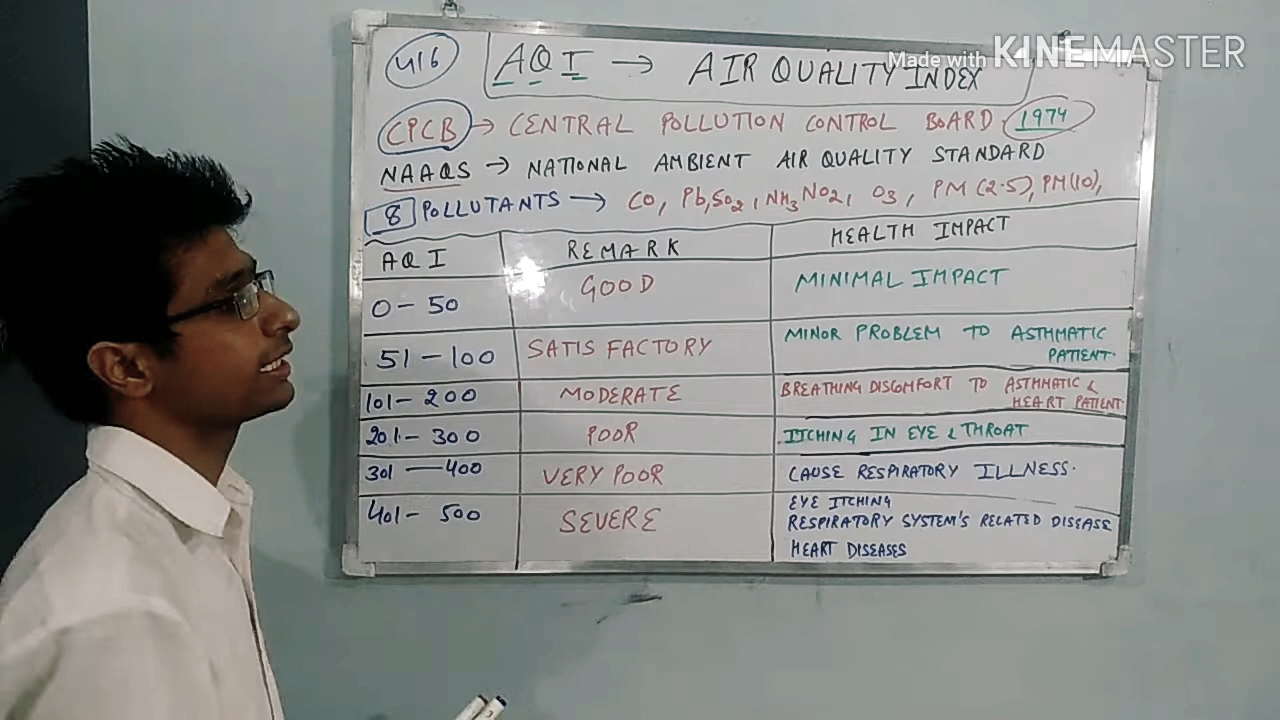 Made with KINEMASTER
416 AQI → AIR QUALITY INDEX
CPCB → CENTRAL POLLUTION CONTROL BOARD. 1974
NAAQS → NATIONAL AMBIENT AIR QUALITY STANDARD
8 POLLUTANTS → CO, Pb, SO2, NH3 NO2, O3, PM (2.5), PM (10),
AQI REMARK HEALTH IMPACT
0 - 50 GOOD MINIMAL IMPACT
51 - 100 SATISFACTORY MINOR PROBLEM TO ASTHMATIC
PATIENT.
101 - 200 MODERATE BREATHING DISCOMFORT TO ASTHMATIC &
HEART PATIENT
201 - 300 POOR ITCHING IN EYE & THROAT
301 - 400 VERY POOR CAUSE RESPIRATORY ILLNESS.
401 - 500 SEVERE EYE ITCHING
RESPIRATORY SYSTEM'S RELATED DISEASE
HEART DISEASES